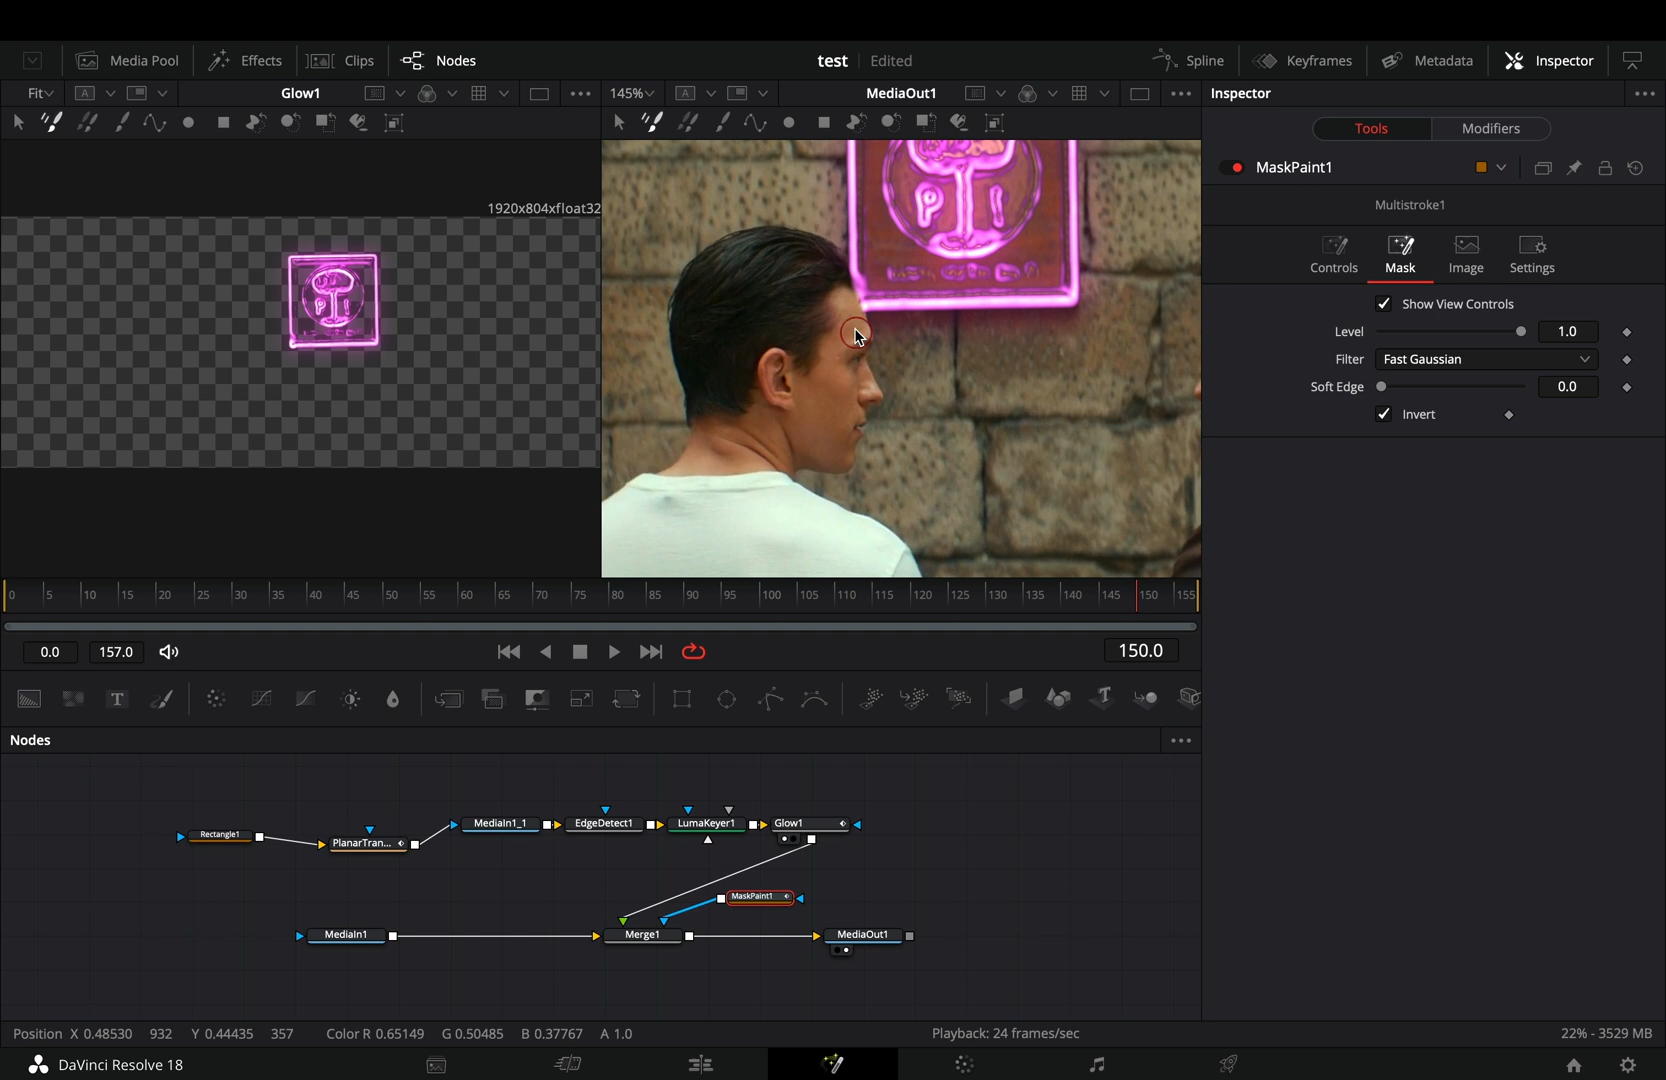 Media Pool Effects Clips Nodes test Edited Spline Keyframes Metadata Inspector
Fit A Glow1 145% A MediaOut1 Inspector
Tools Modifiers
MaskPaint1
Multistroke1
Controls Mask Image Settings
Show View Controls
Level 1.0
Filter Fast Gaussian
Soft Edge 0.0
Invert
1920x804xfloat32
P I
P I
0 5 10 15 20 25 30 35 40 45 50 55 60 65 70 75 80 85 90 95 100 105 110 115 120 125 130 135 140 145 150 155
0.0 157.0 150.0
T T
Nodes
Rectangle1 PlanarTran... MediaIn1_1 EdgeDetect1 LumaKeyer1 Glow1
MaskPaint1
MediaIn1 Merge1 MediaOut1
Position X 0.48530 932 Y 0.44435 357 Color R 0.65149 G 0.50485 B 0.37767 A 1.0 Playback: 24 frames/sec 22% - 3529 MB
DaVinci Resolve 18